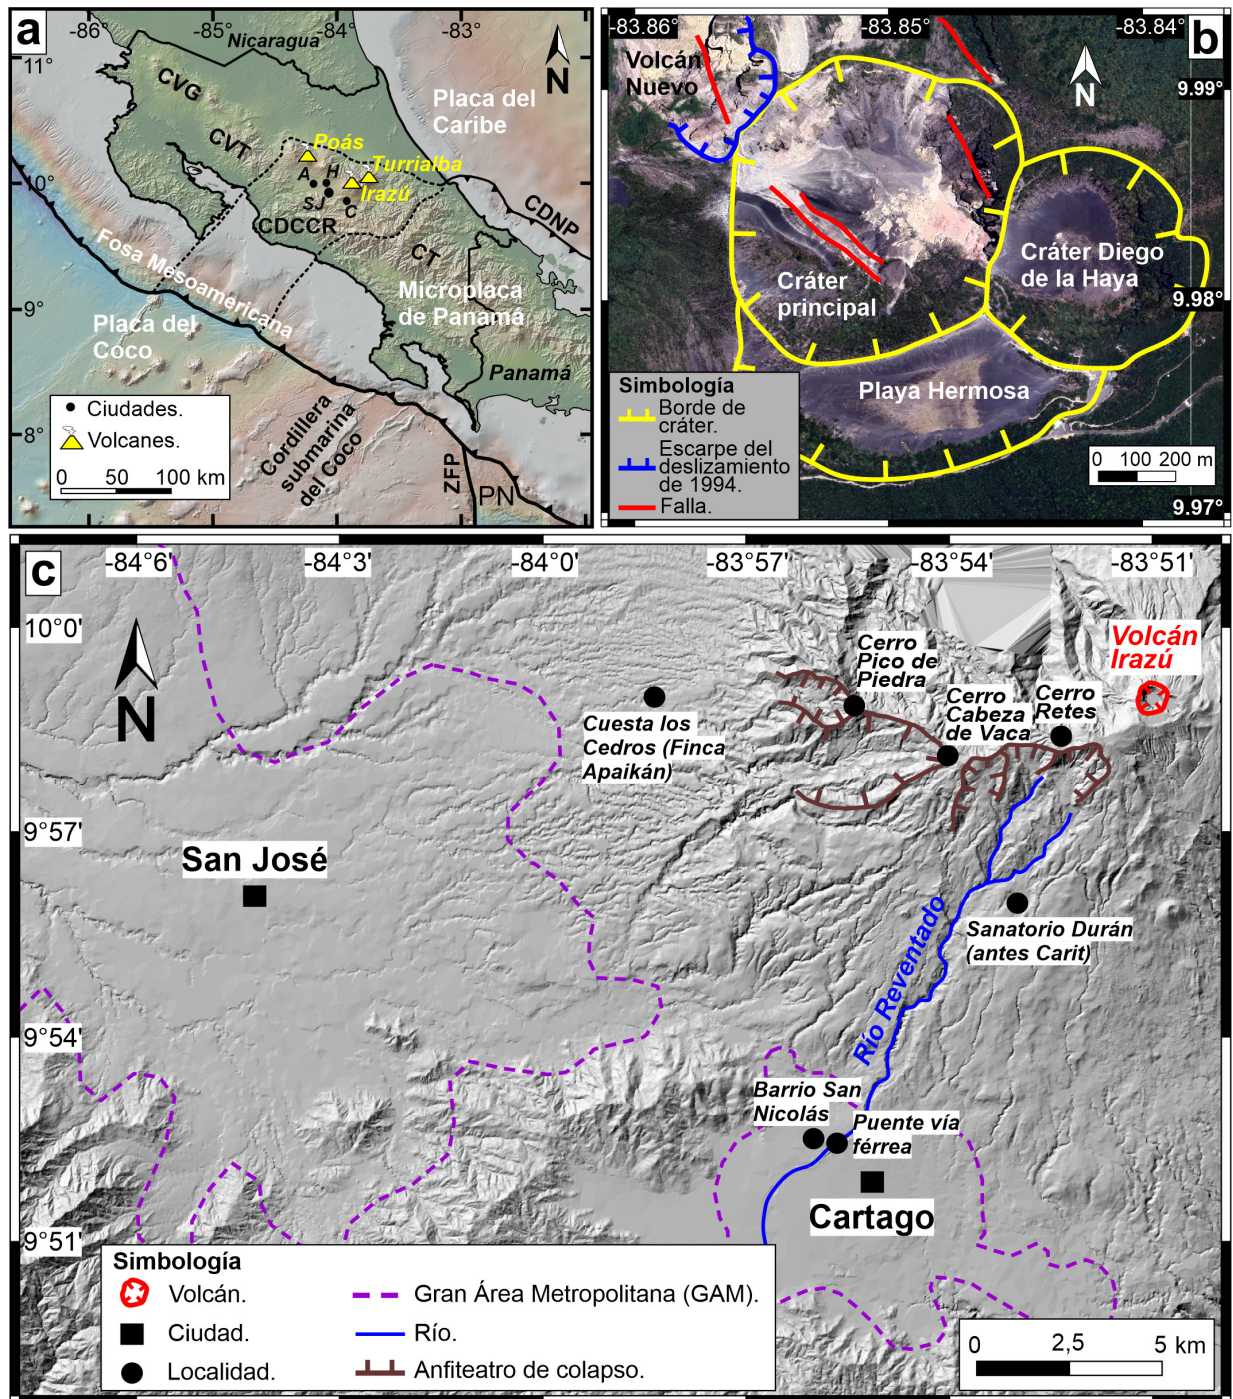 a
-86°
-85°
-84°
-83°
Nicaragua
11°
N
CVG
Placa del
Caribe
CVT
Poás
A
H
Turrialba
10°
Irazú
SJ
C
CDNP
CDCCR
CT
Fosa Mesoamericana
Microplaca
de Panamá
9°
Placa del
Coco
Panamá
Ciudades.
Volcanes.
8°
Cordillera
submarina
del Coco
ZFP
PN
0 50 100 km
-83.86°
-83.85°
-83.84°
b
Volcán
Nuevo
N
9.99°
Cráter Diego
de la Haya
Cráter
principal
9.98°
Playa Hermosa
Simbología
Borde de
cráter.
Escarpe del
deslizamiento
de 1994.
Falla.
0 100 200 m
9.97°
c
-84°6'
-84°3'
-84°0'
-83°57'
-83°54'
-83°51'
10°0'
N
Volcán
Irazú
Cerro
Pico de
Piedra
Cerro
Cabeza
de Vaca
Cerro
Retes
Cuesta los
Cedros (Finca
Apaikán)
9°57'
San José
Sanatorio Durán
(antes Carit)
Río Reventado
9°54'
Barrio San
Nicolás
Puente vía
férrea
Cartago
9°51'
Simbología
Volcán.
Gran Área Metropolitana (GAM).
Ciudad.
Río.
Localidad.
Anfiteatro de colapso.
0 2,5 5 km